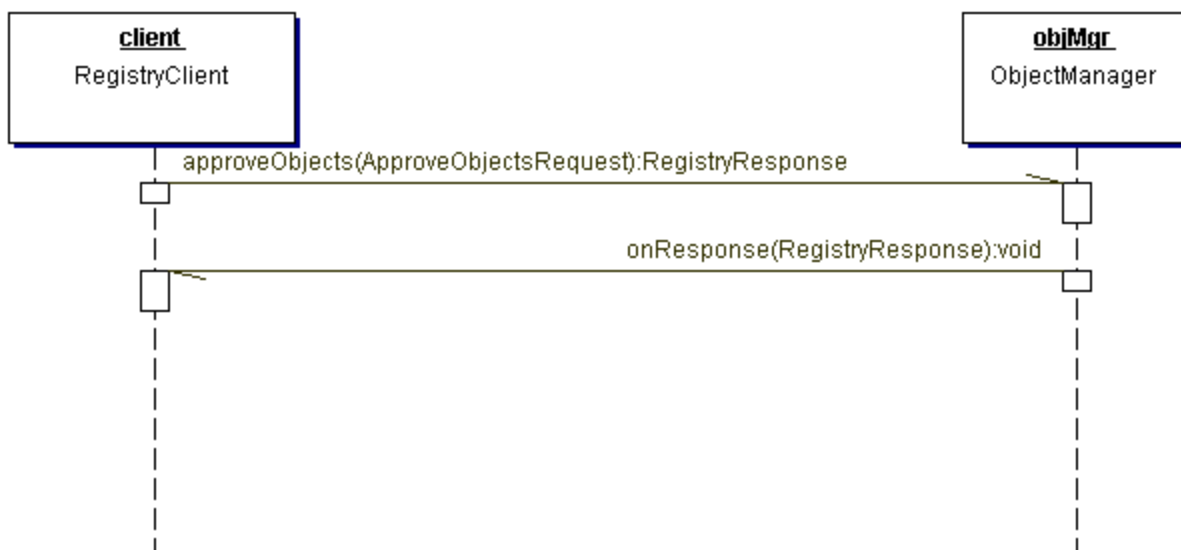 client
RegistryClient
objMgr
ObjectManager
approveObjects(ApproveObjectsRequest):RegistryResponse
onResponse(RegistryResponse):void